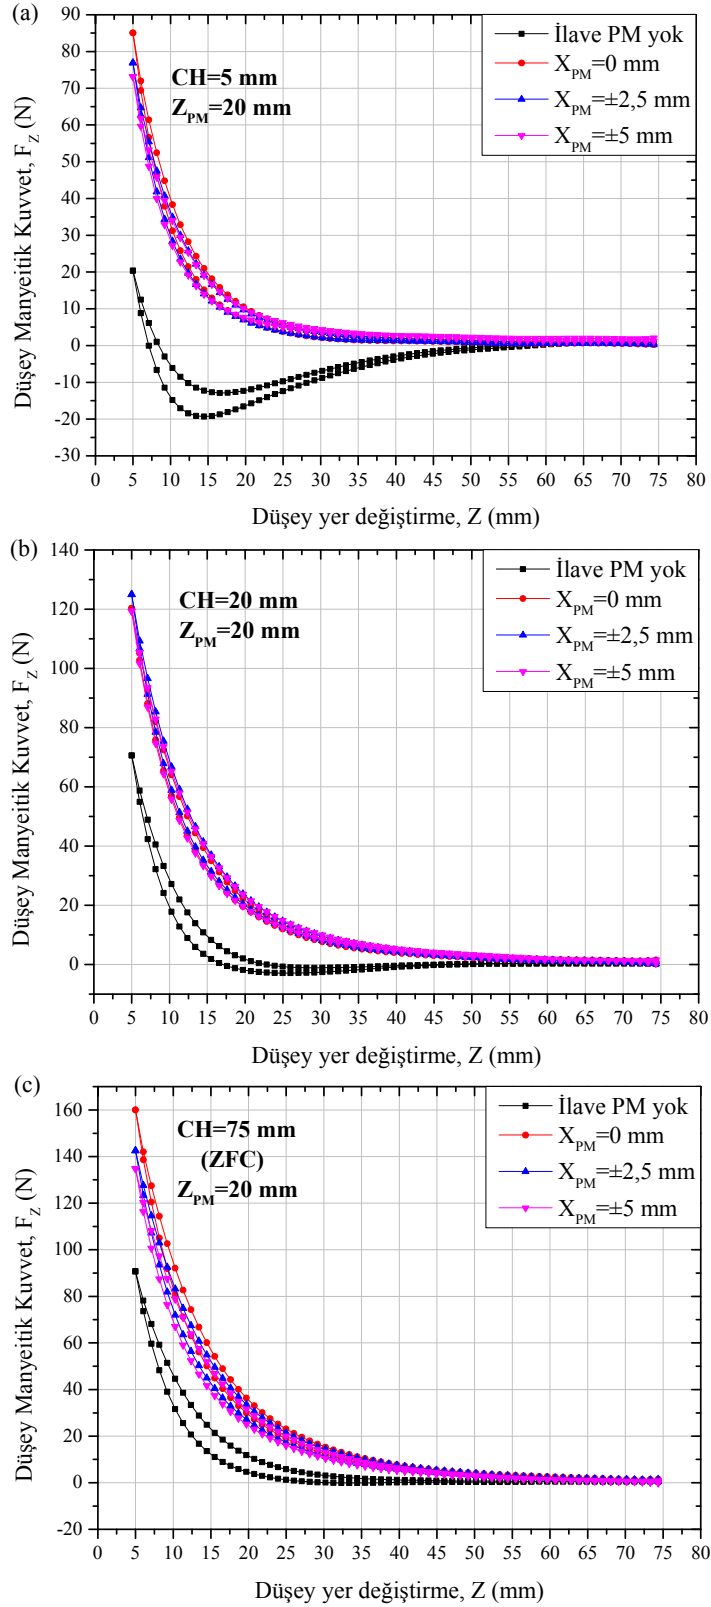 (a)
Düşey Manyeitik Kuvvet, F_Z (N)
90
80
70
60
50
40
30
20
10
0
-10
-20
-30
CH=5 mm
Z_PM=20 mm
İlave PM yok
X_PM=0 mm
X_PM=±2,5 mm
X_PM=±5 mm
0 5 10 15 20 25 30 35 40 45 50 55 60 65 70 75 80
Düşey yer değiştirme, Z (mm)
(b)
Düşey Manyeitik Kuvvet, F_Z (N)
140
120
100
80
60
40
20
0
CH=20 mm
Z_PM=20 mm
İlave PM yok
X_PM=0 mm
X_PM=±2,5 mm
X_PM=±5 mm
0 5 10 15 20 25 30 35 40 45 50 55 60 65 70 75 80
Düşey yer değiştirme, Z (mm)
(c)
Düşey Manyeitik Kuvvet, F_Z (N)
160
140
120
100
80
60
40
20
0
-20
CH=75 mm
(ZFC)
Z_PM=20 mm
İlave PM yok
X_PM=0 mm
X_PM=±2,5 mm
X_PM=±5 mm
0 5 10 15 20 25 30 35 40 45 50 55 60 65 70 75 80
Düşey yer değiştirme, Z (mm)